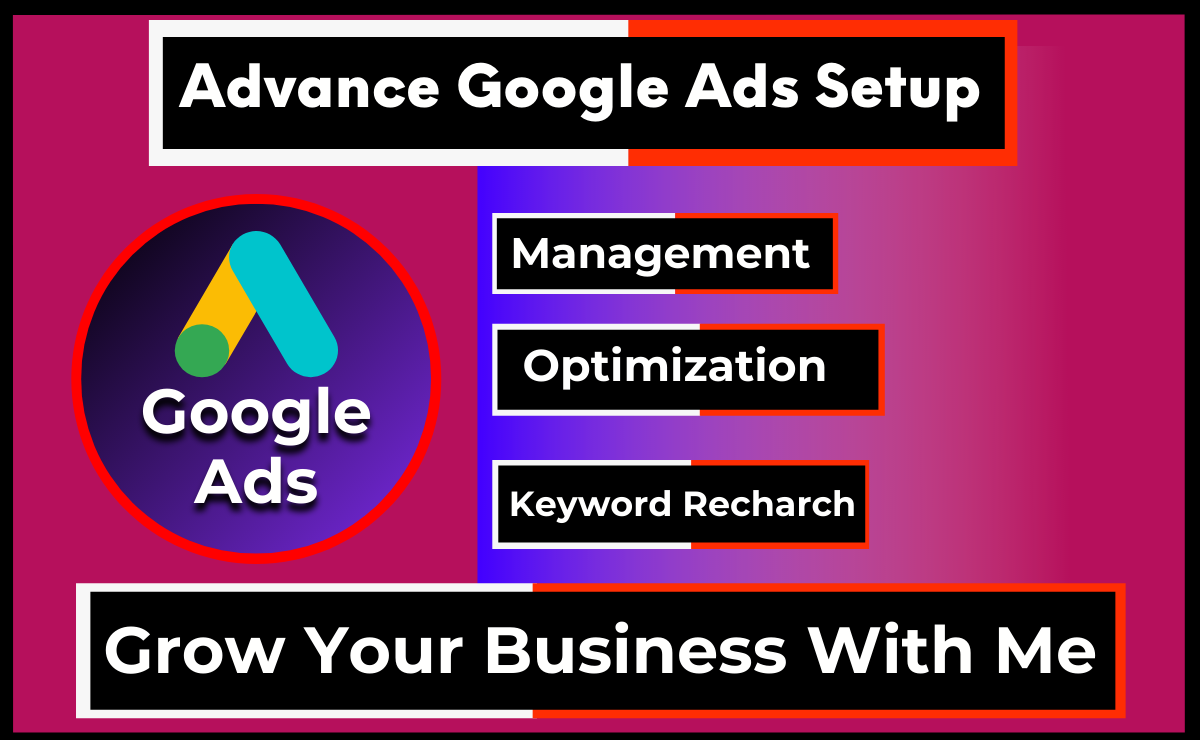 Advance Google Ads Setup
Google
Ads
Management
Optimization
Keyword Recharch
Grow Your Business With Me